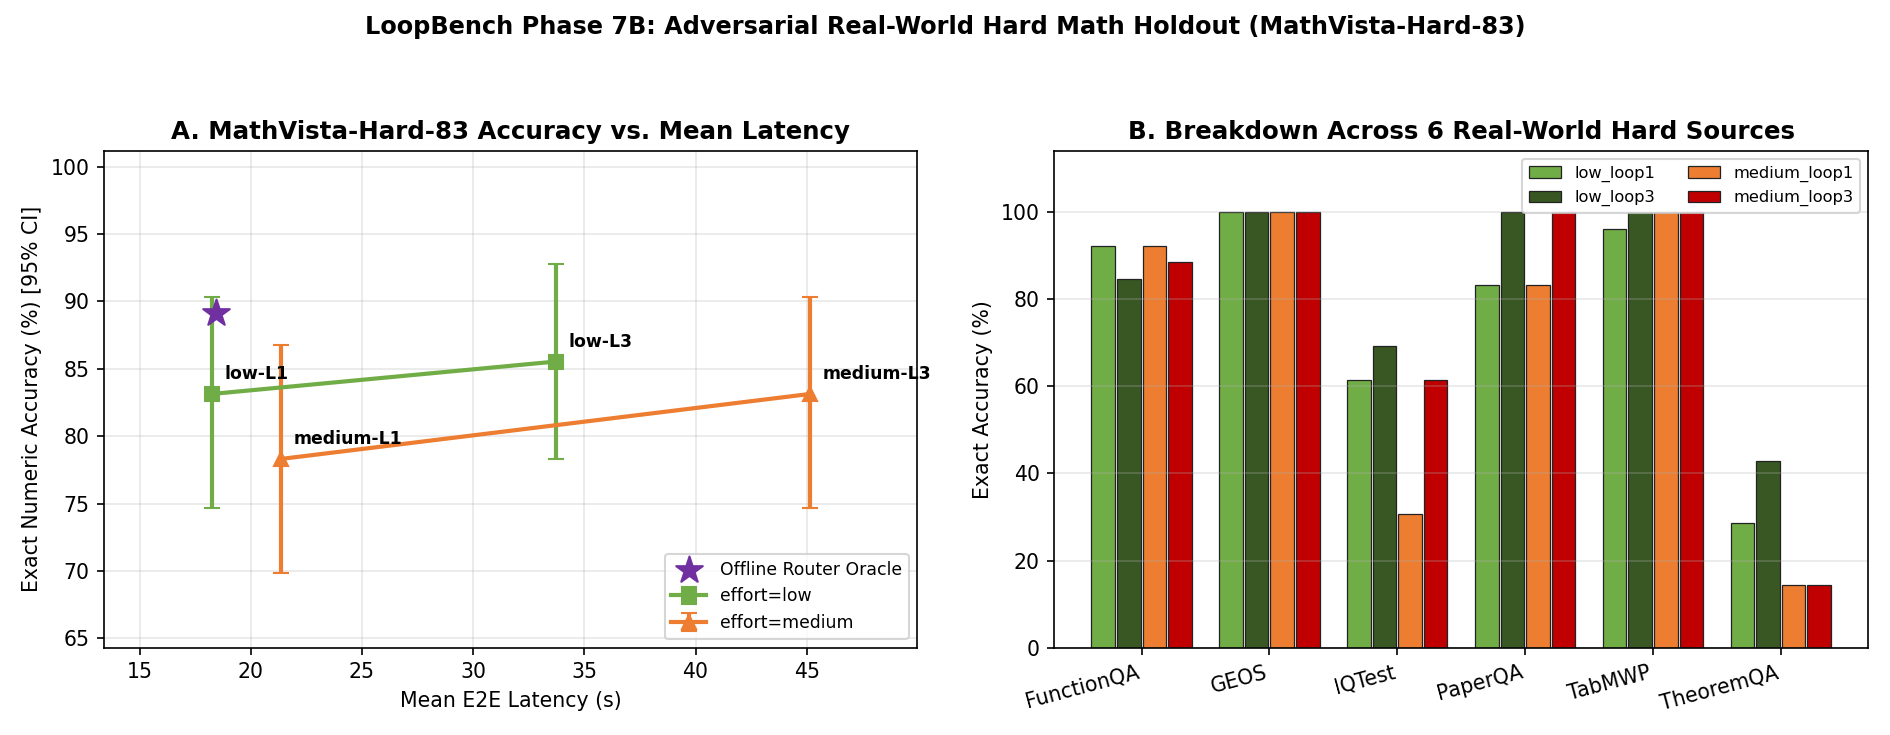 LoopBench Phase 7B: Adversarial Real-World Hard Math Holdout (MathVista-Hard-83)
A. MathVista-Hard-83 Accuracy vs. Mean Latency
Exact Numeric Accuracy (%) [95% CI]
100
95
90
85
80
75
70
65
low-L1
low-L3
medium-L1
medium-L3
Offline Router Oracle
effort=low
effort=medium
15 20 25 30 35 40 45
Mean E2E Latency (s)
B. Breakdown Across 6 Real-World Hard Sources
low_loop1 medium_loop1
low_loop3 medium_loop3
Exact Accuracy (%)
100
80
60
40
20
0
FunctionQA GEOS IQTest PaperQA TabMWP TheoremQA